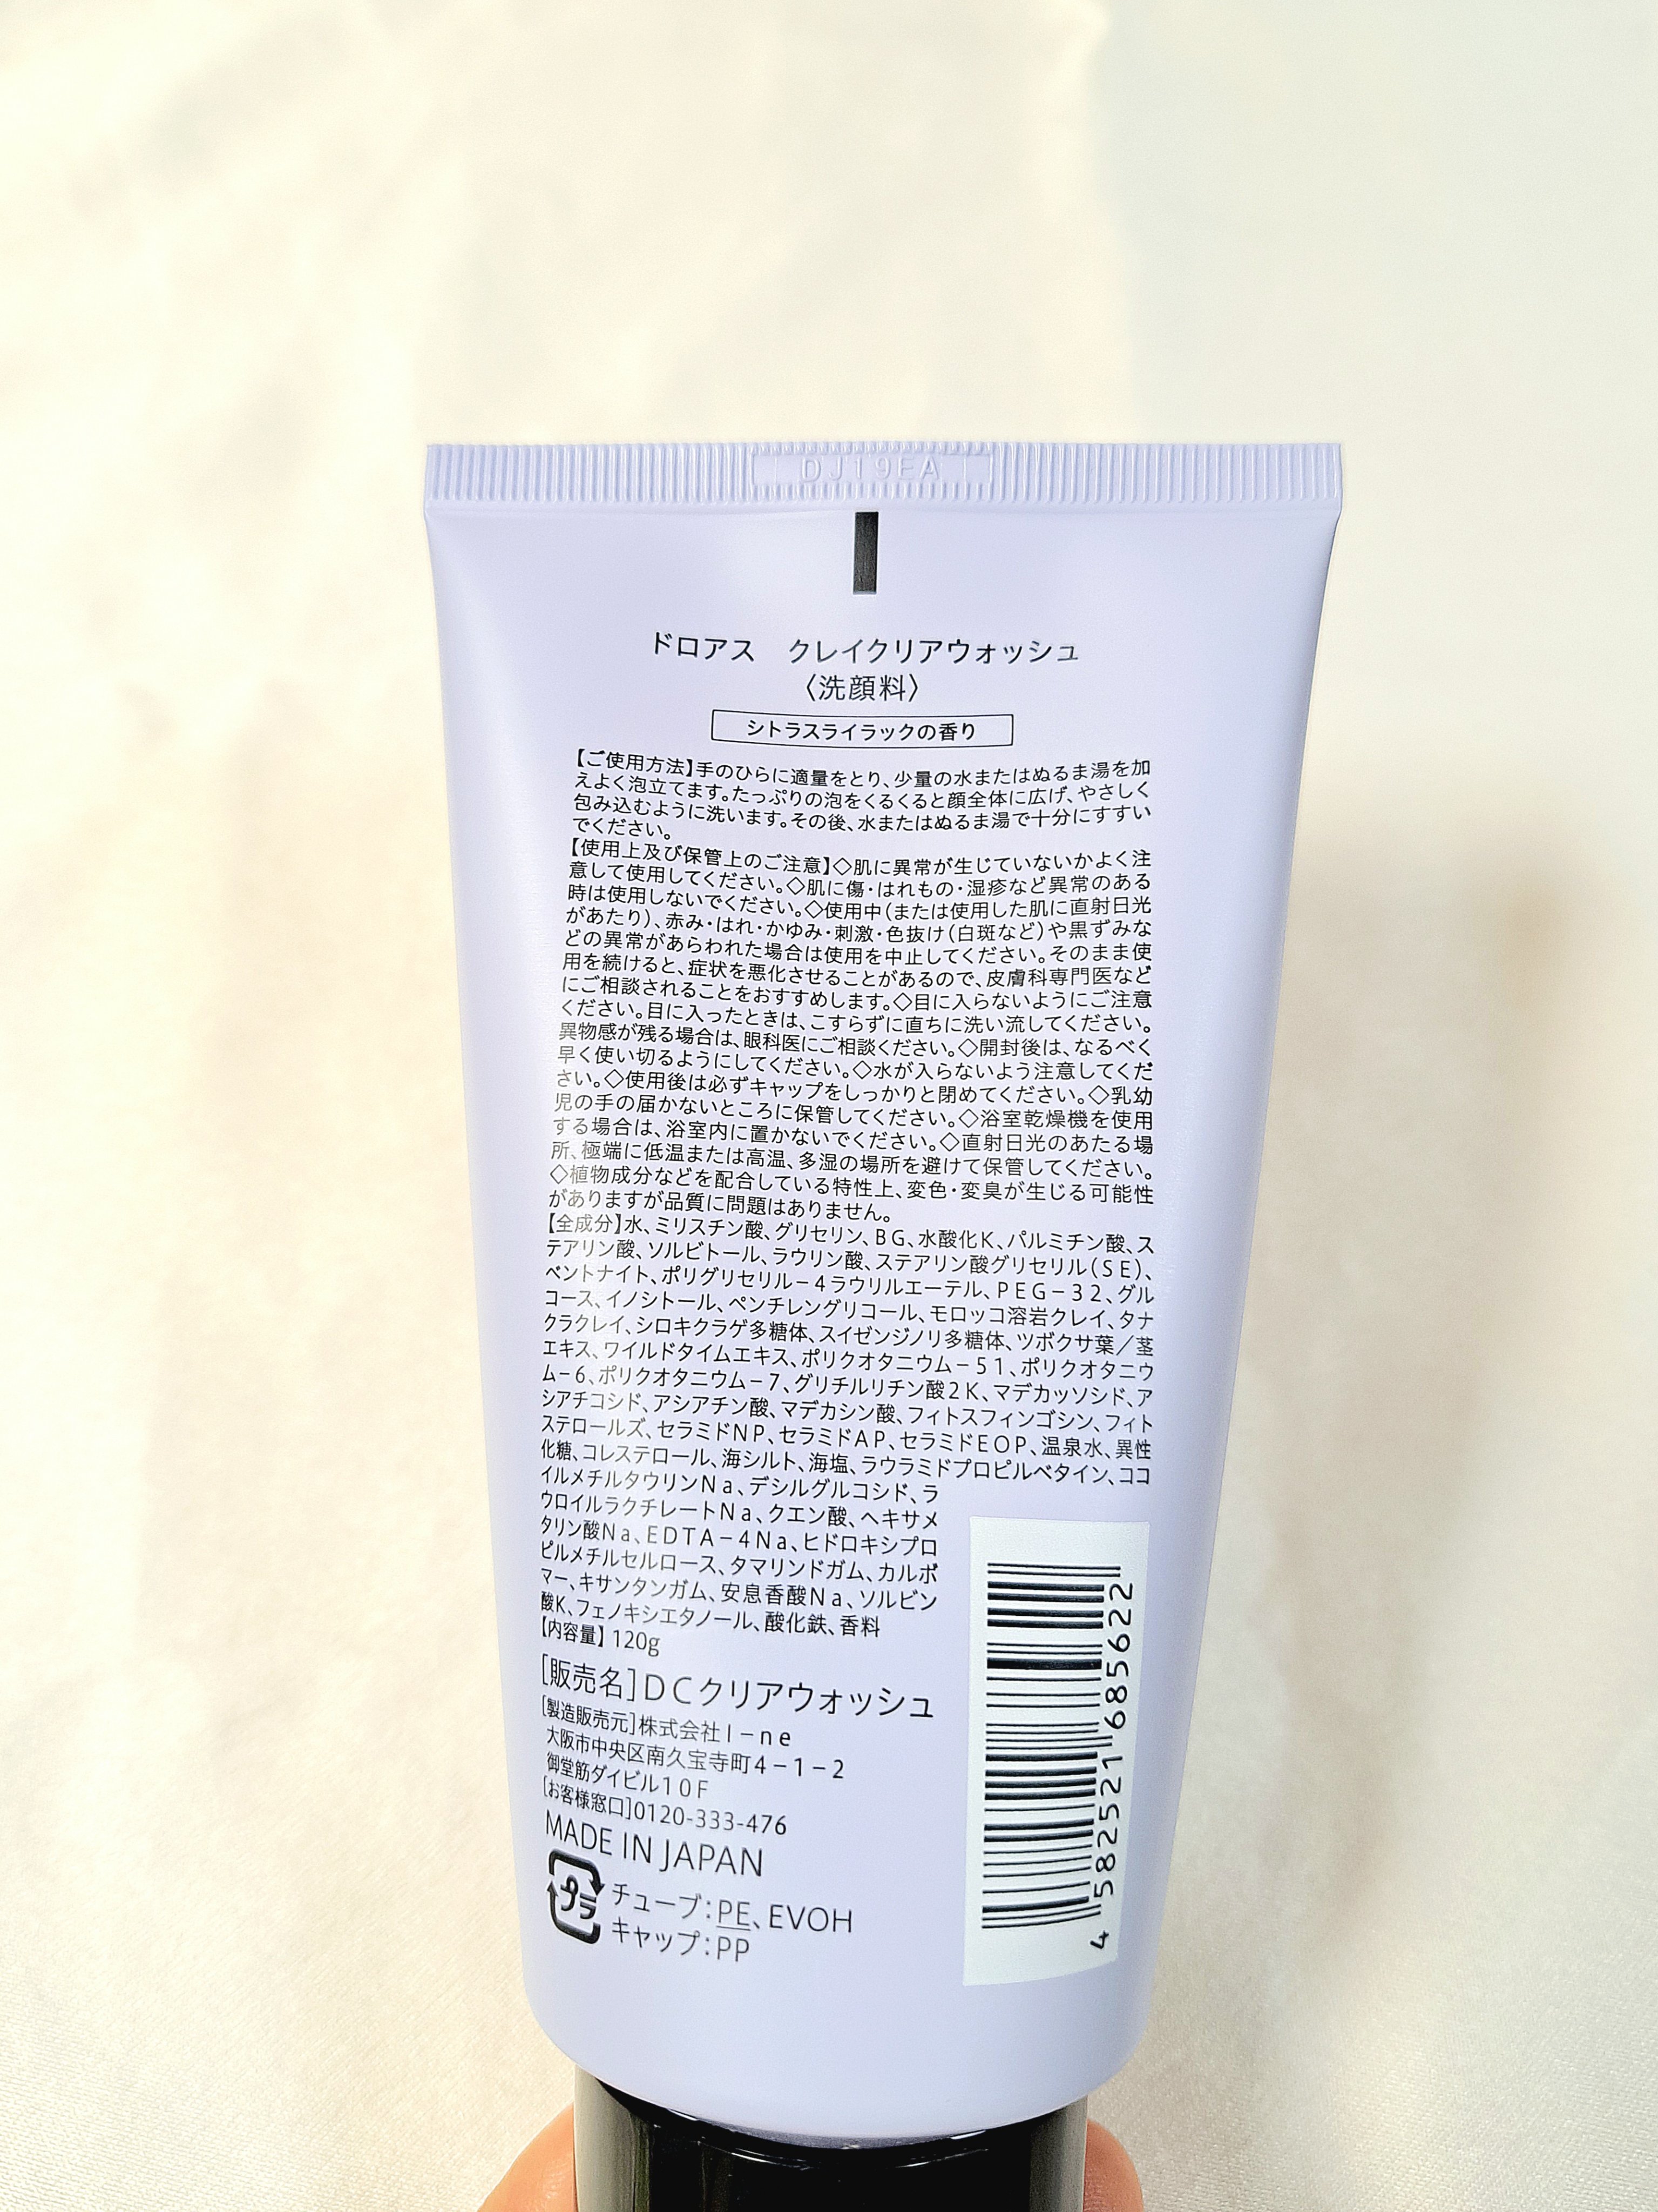 DJ19EA
ドロアス　クレイクリアウォッシュ
〈洗顔料〉
シトラスライラックの香り
【ご使用方法】手のひらに適量をとり、少量の水またはぬるま湯を加
えよく泡立てます。たっぷりの泡をくるくると顔全体に広げ、やさしく
包み込むように洗います。その後、水またはぬるま湯で十分にすすい
でください。
【使用上及び保管上のご注意】◇肌に異常が生じていないかよく注
意して使用してください。◇肌に傷・はれもの・湿疹など異常のある
時は使用しないでください。◇使用中(または使用した肌に直射日光
があたり)、赤み・はれ・かゆみ・刺激・色抜け(白斑など)や黒ずみな
どの異常があらわれた場合は使用を中止してください。そのまま使
用を続けると、症状を悪化させることがあるので、皮膚科専門医など
にご相談されることをおすすめします。◇目に入らないようにご注意
ください。目に入ったときは、こすらずに直ちに洗い流してください。
異物感が残る場合は、眼科医にご相談ください。◇開封後は、なるべく
早く使い切るようにしてください。◇水が入らないよう注意してくだ
さい。◇使用後は必ずキャップをしっかりと閉めてください。◇乳幼
児の手の届かないところに保管してください。◇浴室乾燥機を使用
する場合は、浴室内に置かないでください。◇直射日光のあたる場
所、極端に低温または高温、多湿の場所を避けて保管してください。
◇植物成分などを配合している特性上、変色・変臭が生じる可能性
がありますが品質に問題はありません。
【全成分】水、ミリスチン酸、グリセリン、BG、水酸化K、パルミチン酸、ス
テアリン酸、ソルビトール、ラウリン酸、ステアリン酸グリセリル(SE)、
ベントナイト、ポリグリセリル－4ラウリルエーテル、PEG－32、グル
コース、イノシトール、ペンチレングリコール、モロッコ溶岩クレイ、タナ
クラクレイ、シロキクラゲ多糖体、スイゼンジノリ多糖体、ツボクサ葉／茎
エキス、ワイルドタイムエキス、ポリクオタニウム－51、ポリクオタニウ
ム－6、ポリクオタニウム－7、グリチルリチン酸2K、マデカッソシド、ア
シアチコシド、アシアチン酸、マデカシン酸、フィトスフィンゴシン、フィト
ステロールズ、セラミドNP、セラミドAP、セラミドEOP、温泉水、異性
化糖、コレステロール、海シルト、海塩、ラウラミドプロピルベタイン、ココ
イルメチルタウリンNa、デシルグルコシド、ラ
ウロイルラクチレートNa、クエン酸、ヘキサメ
タリン酸Na、EDTA－4Na、ヒドロキシプロ
ピルメチルセルロース、タマリンドガム、カルボ
マー、キサンタンガム、安息香酸Na、ソルビン
酸K、フェノキシエタノール、酸化鉄、香料
【内容量】120g
[販売名]DCクリアウォッシュ
[製造販売元]株式会社I－ne
大阪市中央区南久宝寺町4－1－2
御堂筋ダイビル10F
[お客様窓口]0120-333-476
MADE IN JAPAN
プラ
チューブ:PE、EVOH
キャップ:PP
4 582521 685622